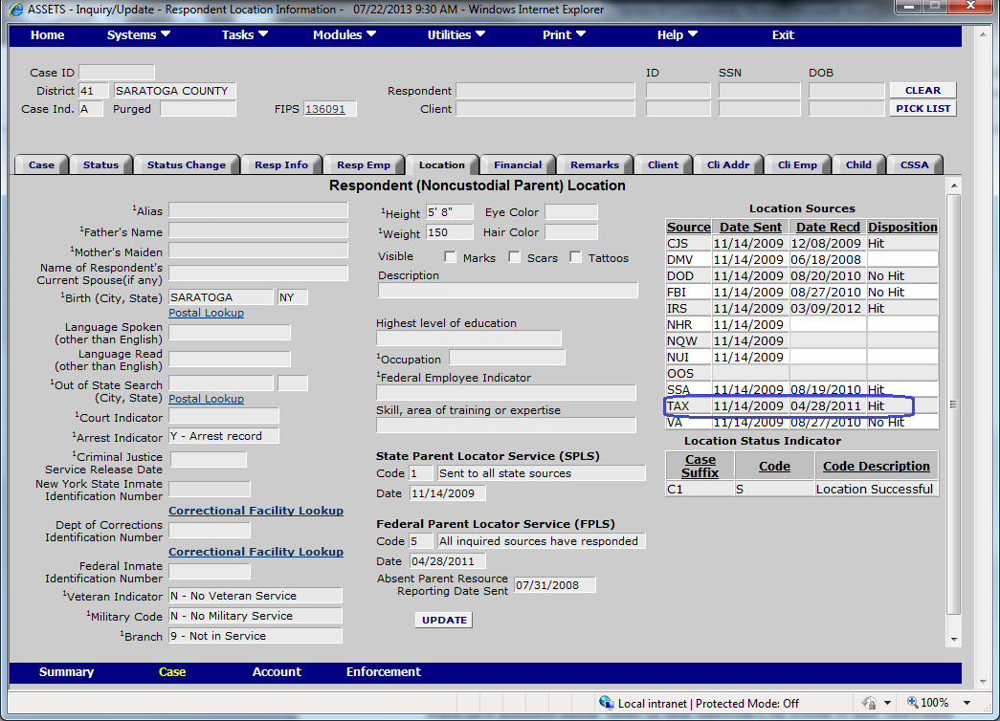 ASSETS - Inquiry/Update - Respondent Location Information -   07/22/2013 9:30 AM - Windows Internet Explorer
Home Systems Tasks Modules Utilities Print Help Exit
Case ID
ID SSN DOB
District 41 SARATOGA COUNTY
Respondent
CLEAR
Case Ind. A Purged FIPS 136091
Client
PICK LIST
Case Status Status Change Resp Info Resp Emp Location Financial Remarks Client Cli Addr Cli Emp Child CSSA
Respondent (Noncustodial Parent) Location
1Alias
1Father's Name
1Mother's Maiden
Name of Respondent's
Current Spouse(if any)
1Birth (City, State) SARATOGA NY
Postal Lookup
Language Spoken
(other than English)
Language Read
(other than English)
1Out of State Search
(City, State) Postal Lookup
1Court Indicator
1Arrest Indicator Y - Arrest record
1Criminal Justice
Service Release Date
New York State Inmate
Identification Number
Correctional Facility Lookup
Dept of Corrections
Identification Number
Correctional Facility Lookup
Federal Inmate
Identification Number
1Veteran Indicator N - No Veteran Service
1Military Code N - No Military Service
1Branch 9 - Not in Service
1Height 5' 8" Eye Color
1Weight 150 Hair Color
Visible Marks Scars Tattoos
Description
Highest level of education
1Occupation
1Federal Employee Indicator
Skill, area of training or expertise
State Parent Locator Service (SPLS)
Code 1 Sent to all state sources
Date 11/14/2009
Federal Parent Locator Service (FPLS)
Code 5 All inquired sources have responded
Date 04/28/2011
Absent Parent Resource
Reporting Date Sent 07/31/2008
UPDATE
Location Sources
Source Date Sent Date Recd Disposition
CJS 11/14/2009 12/08/2009 Hit
DMV 11/14/2009 06/18/2008
DOD 11/14/2009 08/20/2010 No Hit
FBI 11/14/2009 08/27/2010 No Hit
IRS 11/14/2009 03/09/2012 Hit
NHR 11/14/2009
NQW 11/14/2009
NUI 11/14/2009
OOS
SSA 11/14/2009 08/19/2010 Hit
TAX 11/14/2009 04/28/2011 Hit
VA 11/14/2009 08/27/2010 No Hit
Location Status Indicator
Case
Suffix Code Code Description
C1 S Location Successful
Summary Case Account Enforcement
Local intranet | Protected Mode: Off
100%